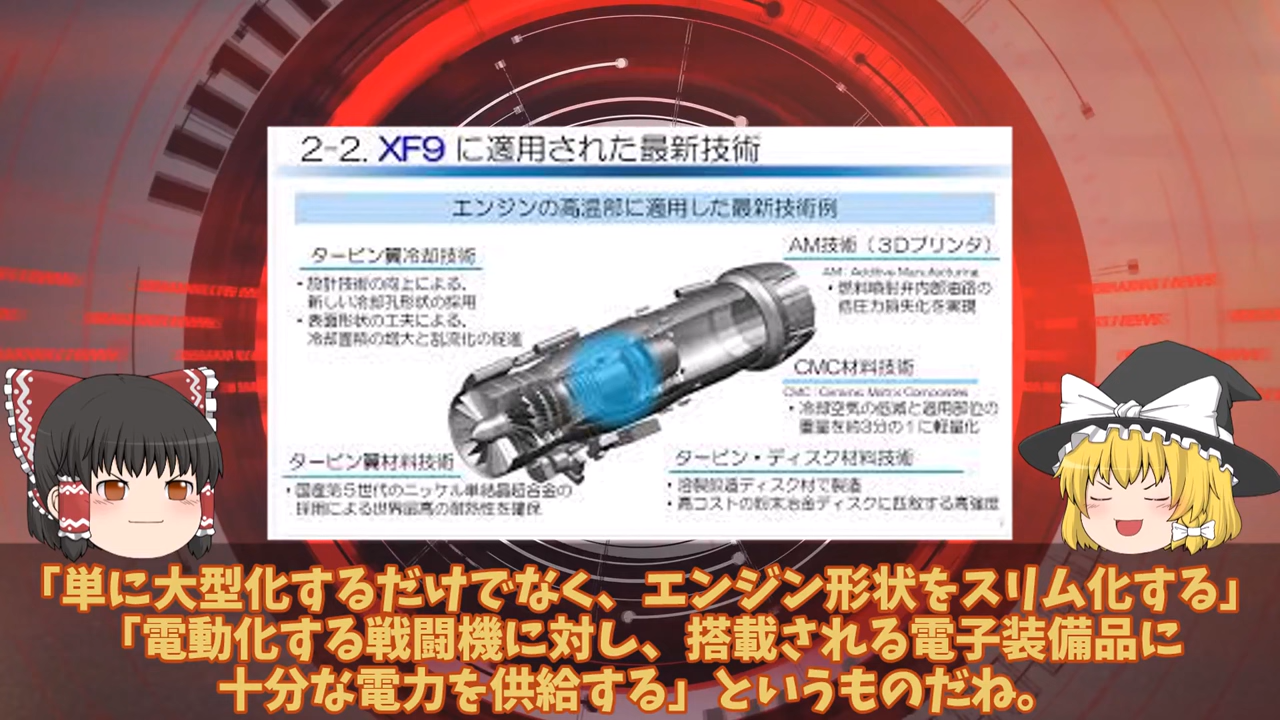 2-2. XF9 に適用された最新技術
エンジンの高温部に適用した最新技術例
タービン翼冷却技術
・設計技術の向上による、
新しい冷却孔形状の採用
・表面形状の工夫による、
冷却面積の増大と乱流化の促進
AM技術（3Dプリンタ）
AM : Additive Manufacturing
・燃料噴射弁内部油路の
低圧力損失化を実現
CMC材料技術
CMC : Ceramic Matrix Composites
・冷却空気の低減と適用部位の
重量を約3分の1に軽量化
タービン翼材料技術
・国産第5世代のニッケル単結晶超合金の
採用による世界最高の耐熱性を確保
タービン・ディスク材料技術
・溶製鍛造ディスク材で製造
・高コストの粉末冶金ディスクに匹敵する高強度
「単に大型化するだけでなく、エンジン形状をスリム化する」
「電動化する戦闘機に対し、搭載される電子装備品に
十分な電力を供給する」というものだね。